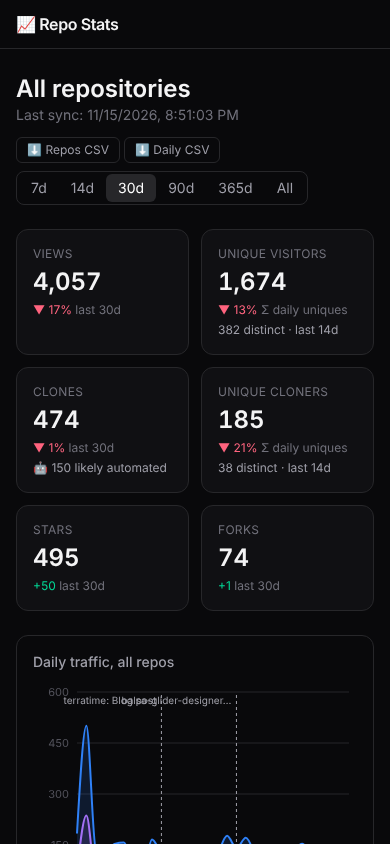 📈 Repo Stats
All repositories
Last sync: 11/15/2026, 8:51:03 PM
⬇️ Repos CSV
⬇️ Daily CSV
7d 14d 30d 90d 365d All
VIEWS
4,057
▼ 17% last 30d
UNIQUE VISITORS
1,674
▼ 13% Σ daily uniques
382 distinct · last 14d
CLONES
474
▼ 1% last 30d
🤖 150 likely automated
UNIQUE CLONERS
185
▼ 21% Σ daily uniques
38 distinct · last 14d
STARS
495
+50 last 30d
FORKS
74
+1 last 30d
Daily traffic, all repos
600
terratime: Blog
450
300
150